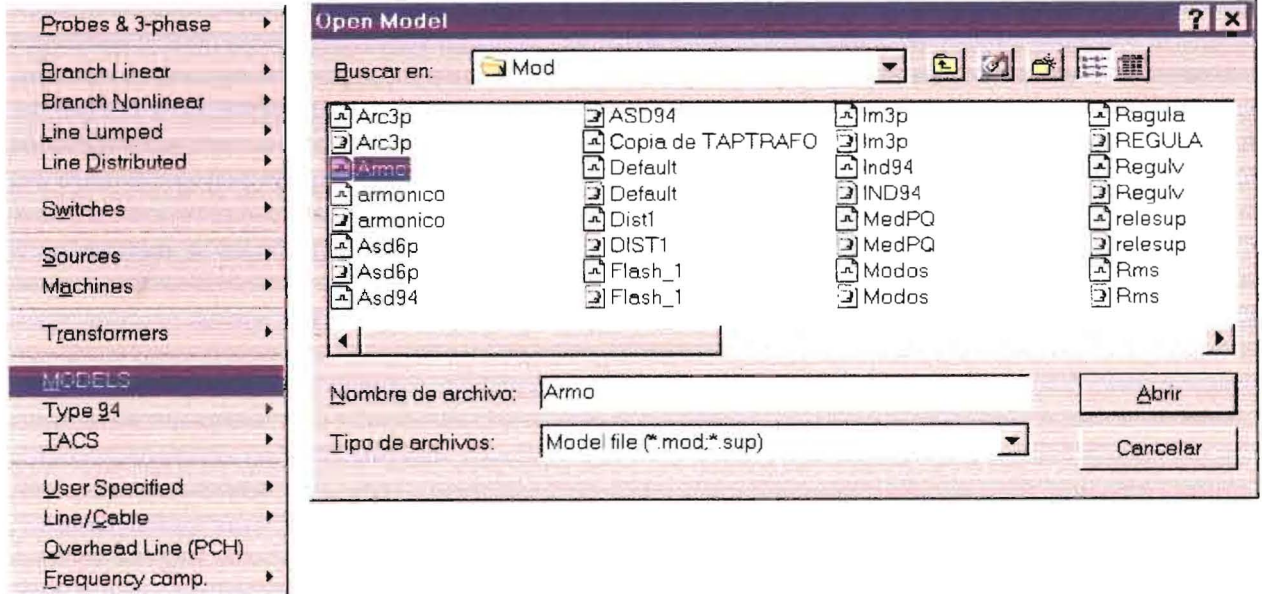 Probes & 3-phase
Branch Linear
Branch Nonlinear
Line Lumped
Line Distributed
Switches
Sources
Machines
Transformers
MODELS
Type 94
TACS
User Specified
Line/Cable
Overhead Line (PCH)
Frequency comp.
Open Model
Buscar en: Mod
Arc3p
Arc3p
Armo
armonico
armonico
Asd6p
Asd6p
Asd94
ASD94
Copia de TAPTRAFO
Default
Default
Dist1
DIST1
Flash_1
Flash_1
Im3p
Im3p
Ind94
IND94
MedPQ
MedPQ
Modos
Modos
Regula
REGULA
Regulv
Regulv
relesup
relesup
Rms
Rms
Nombre de archivo: Armo
Abrir
Tipo de archivos: Model file (*.mod;*.sup)
Cancelar